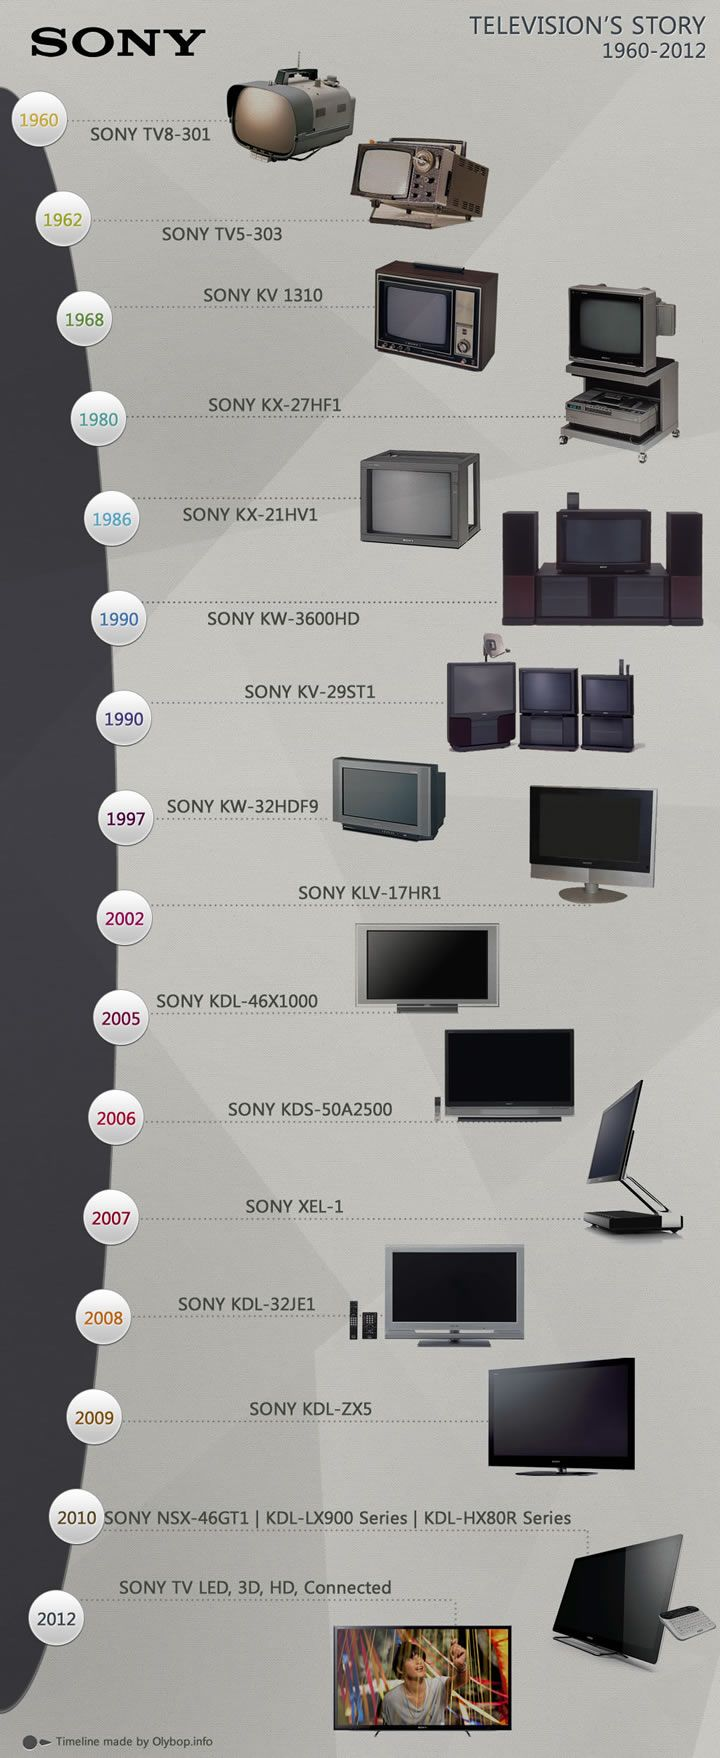 SONY
TELEVISION'S STORY
1960-2012
1960
SONY TV8-301
1962
SONY TV5-303
1968
SONY KV 1310
1980
SONY KX-27HF1
1986
SONY KX-21HV1
1990
SONY KW-3600HD
1990
SONY KV-29ST1
1997
SONY KW-32HDF9
2002
SONY KLV-17HR1
2005
SONY KDL-46X1000
2006
SONY KDS-50A2500
2007
SONY XEL-1
2008
SONY KDL-32JE1
2009
SONY KDL-ZX5
2010
SONY NSX-46GT1 | KDL-LX900 Series | KDL-HX80R Series
2012
SONY TV LED, 3D, HD, Connected
Timeline made by Olybop.info